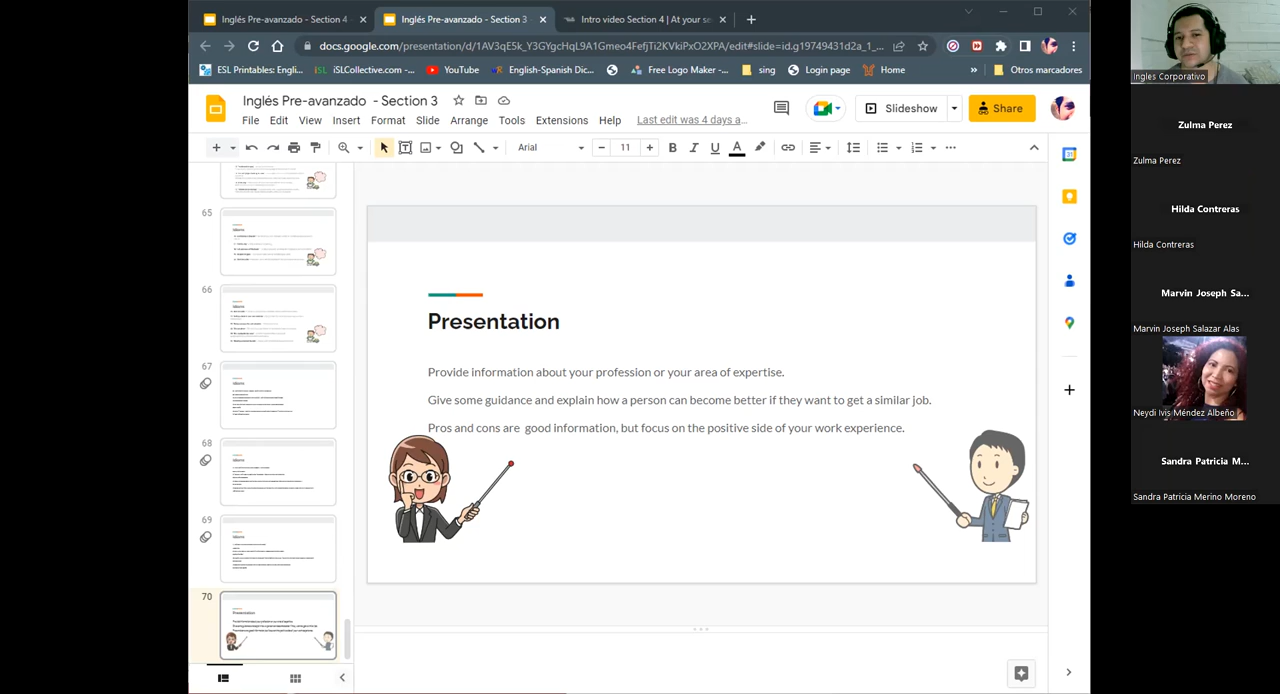 Inglés Pre-avanzado - Section 4
Inglés Pre-avanzado - Section 3
Intro video Section 4 | At your se
docs.google.com/presentation/d/1AV3qE5k_Y3GYgcHqL9A1Gmeo4FefjTi2KVkiPxO2XPA/edit#slide=id.g19749431d2a_1_...
ESL Printables: Engli...
iSLCollective.com -...
YouTube
English-Spanish Dic...
Free Logo Maker -...
sing
Login page
Home
»
Otros marcadores
Inglés Pre-avanzado - Section 3
Slideshow
Share
File Edit View Insert Format Slide Arrange Tools Extensions Help Last edit was 4 days a...
Arial
11
65
66
67
68
69
70
Presentation
Provide information about your profession or your area of expertise.
Give some guidance and explain how a person can become better if they want to get a similar job.
Pros and cons are good information, but focus on the positive side of your work experience.
Ingles Corporativo
Zulma Perez
Zulma Perez
Hilda Contreras
Hilda Contreras
Marvin Joseph Sa...
Marvin Joseph Salazar Alas
Neydi Ivis Méndez Albeño
Sandra Patricia M...
Sandra Patricia Merino Moreno